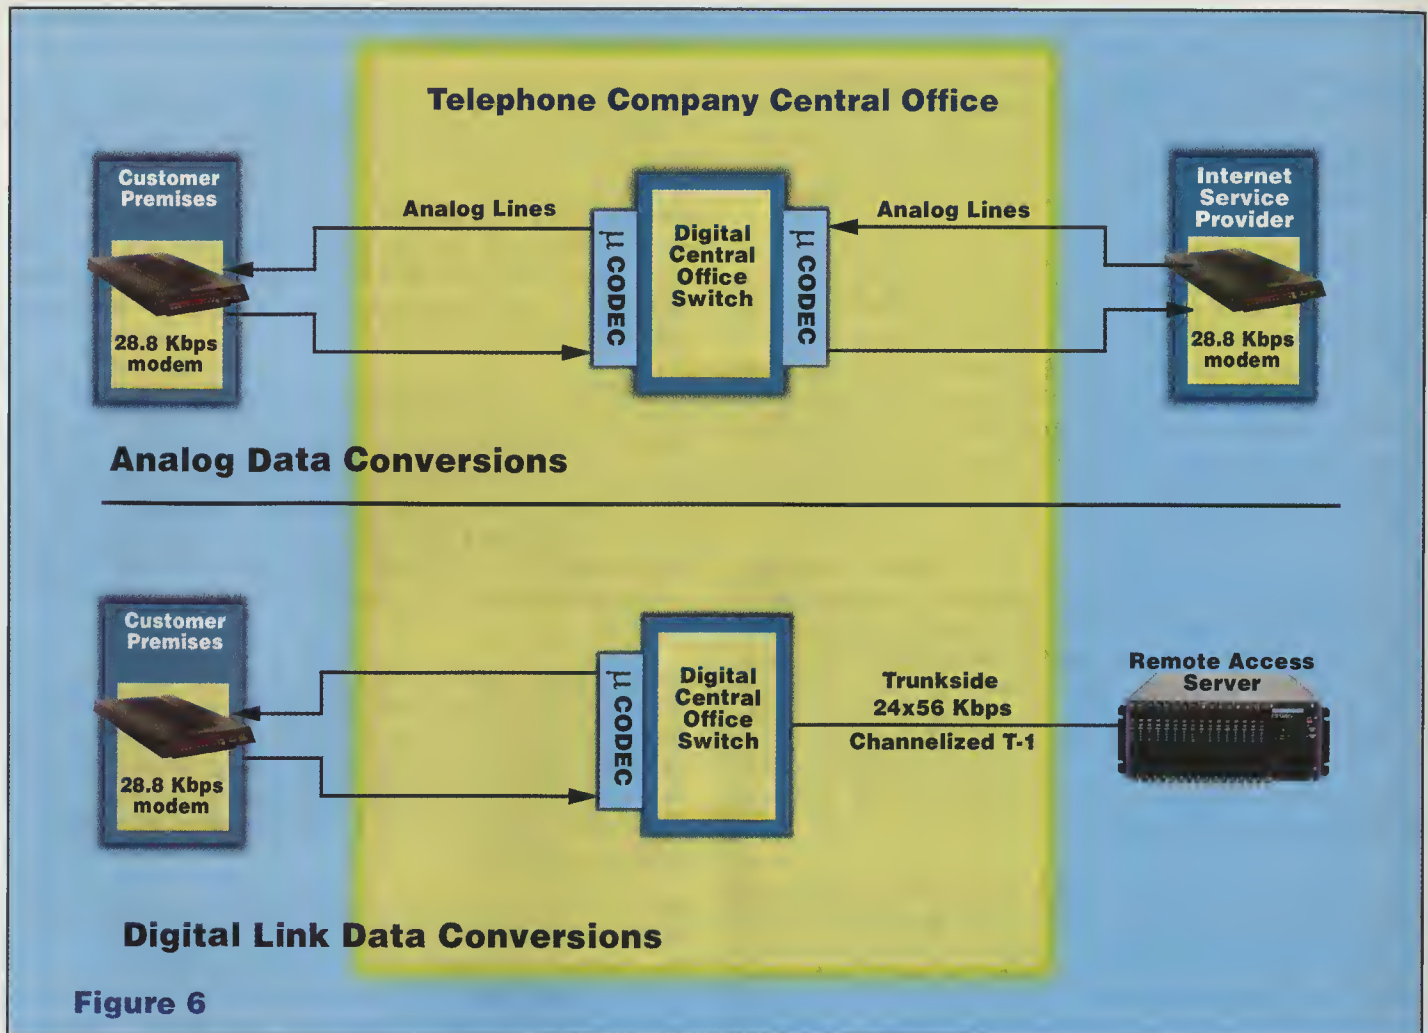 Telephone Company Central Office
Customer
Premises
28.8 Kbps
modem
Analog Lines
µ CODEC
Digital
Central
Office
Switch
µ CODEC
Analog Lines
Internet
Service
Provider
28.8 Kbps
modem
Analog Data Conversions
Customer
Premises
28.8 Kbps
modem
µ CODEC
Digital
Central
Office
Switch
Trunkside
24x56 Kbps
Channelized T-1
Remote Access
Server
Digital Link Data Conversions
Figure 6